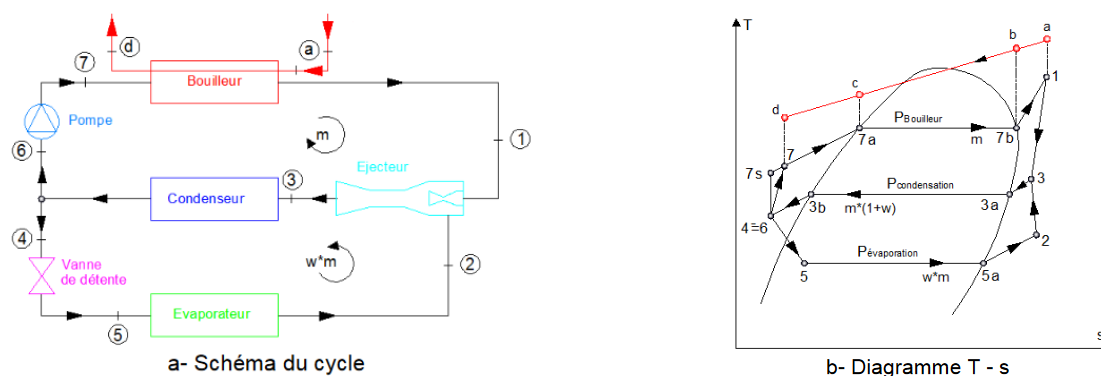 d
a
7
Bouilleur
Pompe
m
1
6
Ejecteur
3
Condenseur
4
w*m
2
Vanne
de détente
5
Evaporateur
a- Schéma du cycle
T
a
b
1
c
d
PBouilleur
7
7a
m
7b
7s
Pcondensation
3
3b
m*(1+w)
3a
4=6
2
Pévaporation
5
w*m
5a
s
b- Diagramme T - s